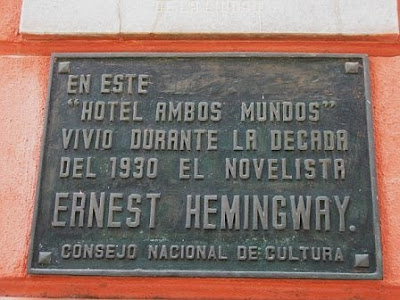 EN ESTE
"HOTEL AMBOS MUNDOS"
VIVIO DURANTE LA DECADA
DEL 1930 EL NOVELISTA
ERNEST HEMINGWAY.
CONSEJO NACIONAL DE CULTURA